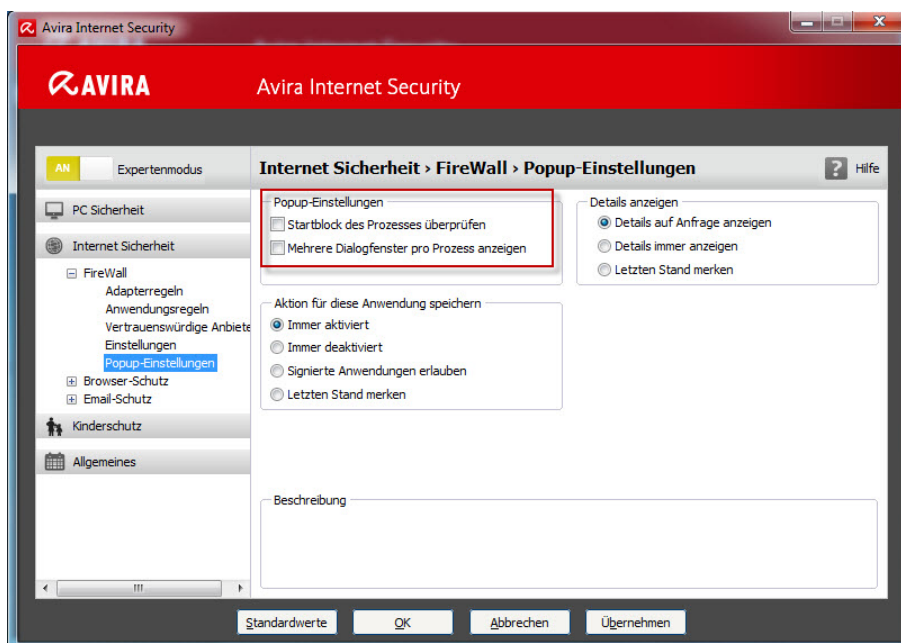 Avira Internet Security
AVIRA
Avira Internet Security
AN
Expertenmodus
Internet Sicherheit › FireWall › Popup-Einstellungen
? Hilfe
PC Sicherheit
Internet Sicherheit
FireWall
Adapterregeln
Anwendungsregeln
Vertrauenswürdige Anbiete
Einstellungen
Popup-Einstellungen
Browser-Schutz
Email-Schutz
Kinderschutz
Allgemeines
Popup-Einstellungen
Startblock des Prozesses überprüfen
Mehrere Dialogfenster pro Prozess anzeigen
Details anzeigen
Details auf Anfrage anzeigen
Details immer anzeigen
Letzten Stand merken
Aktion für diese Anwendung speichern
Immer aktiviert
Immer deaktiviert
Signierte Anwendungen erlauben
Letzten Stand merken
Beschreibung
Standardwerte
OK
Abbrechen
Übernehmen